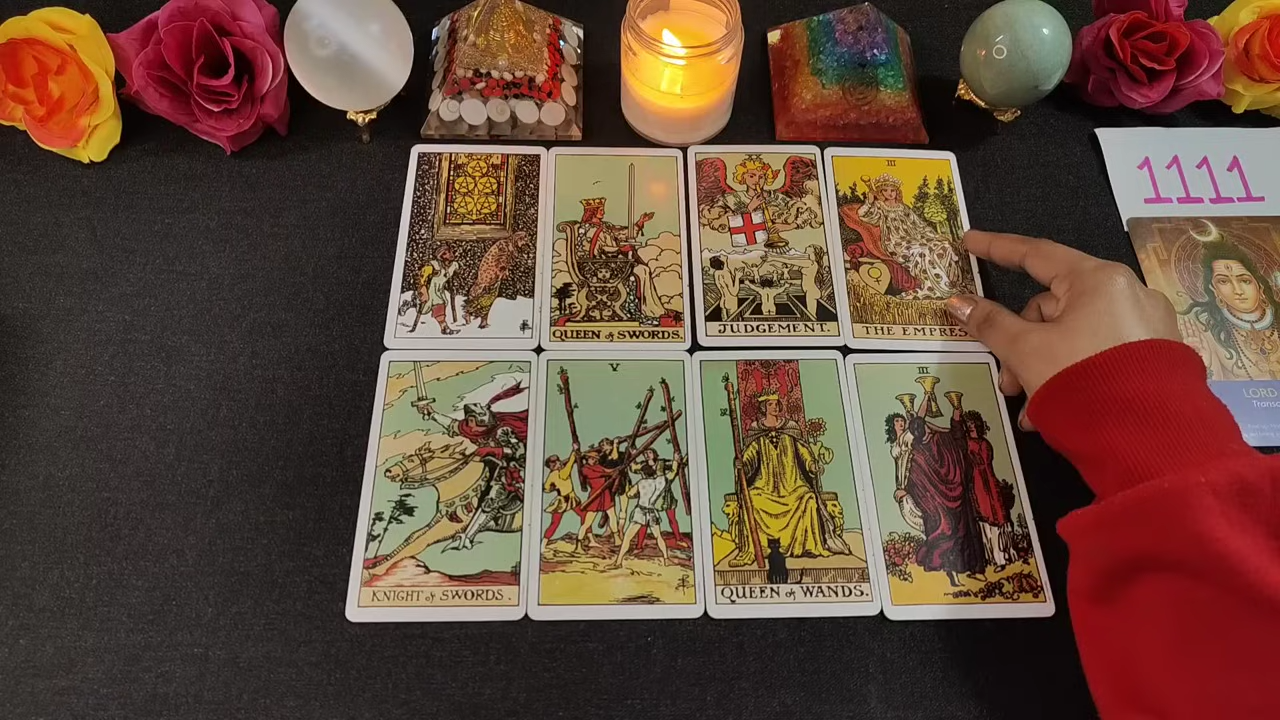 QUEEN of SWORDS.
JUDGEMENT.
III
THE EMPRESS
1111
LORD
KNIGHT of SWORDS.
V
QUEEN of WANDS.
III